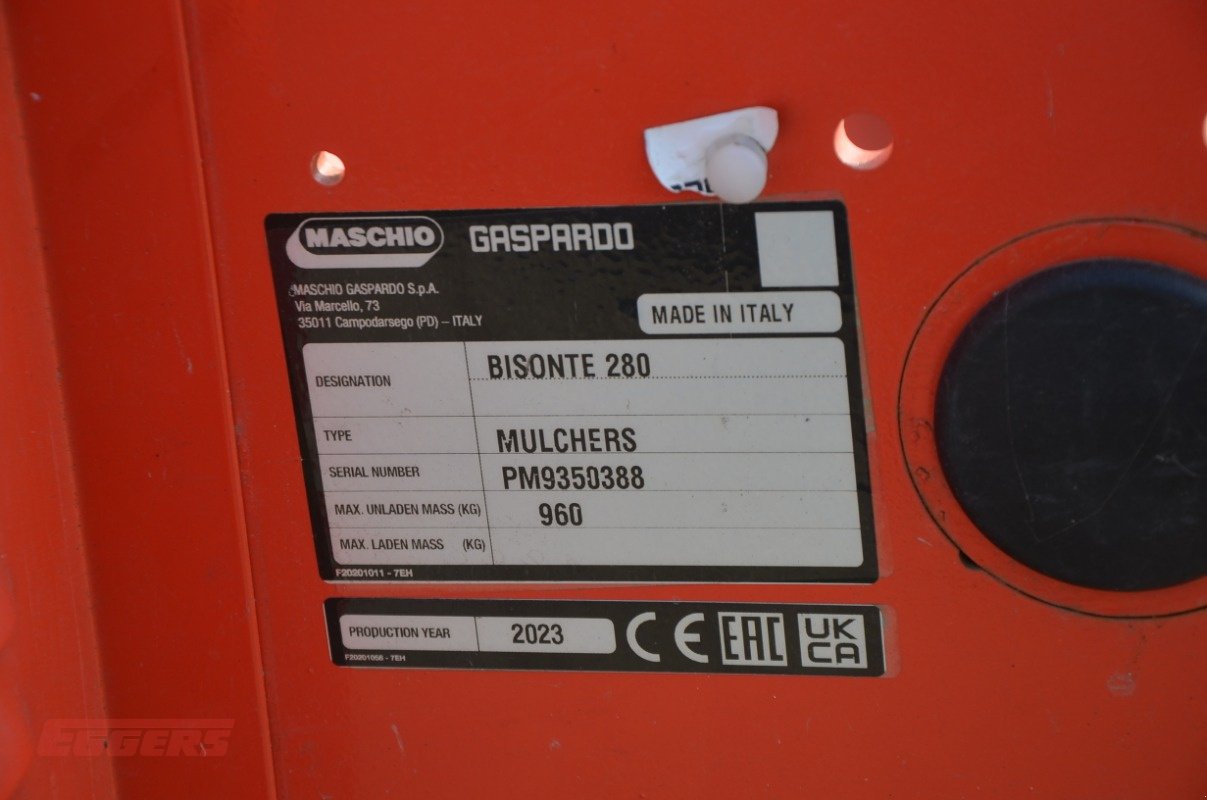 MASCHIO GASPARDO
MASCHIO GASPARDO S.p.A.
Via Marcello, 73
35011 Campodarsego (PD) – ITALY
MADE IN ITALY
DESIGNATION BISONTE 280
TYPE MULCHERS
SERIAL NUMBER PM9350388
MAX. UNLADEN MASS (KG) 960
MAX. LADEN MASS (KG)
F20201011 - 7EH
PRODUCTION YEAR 2023 CE EAC UK CA
F20201056 - 7EH
EGGERS